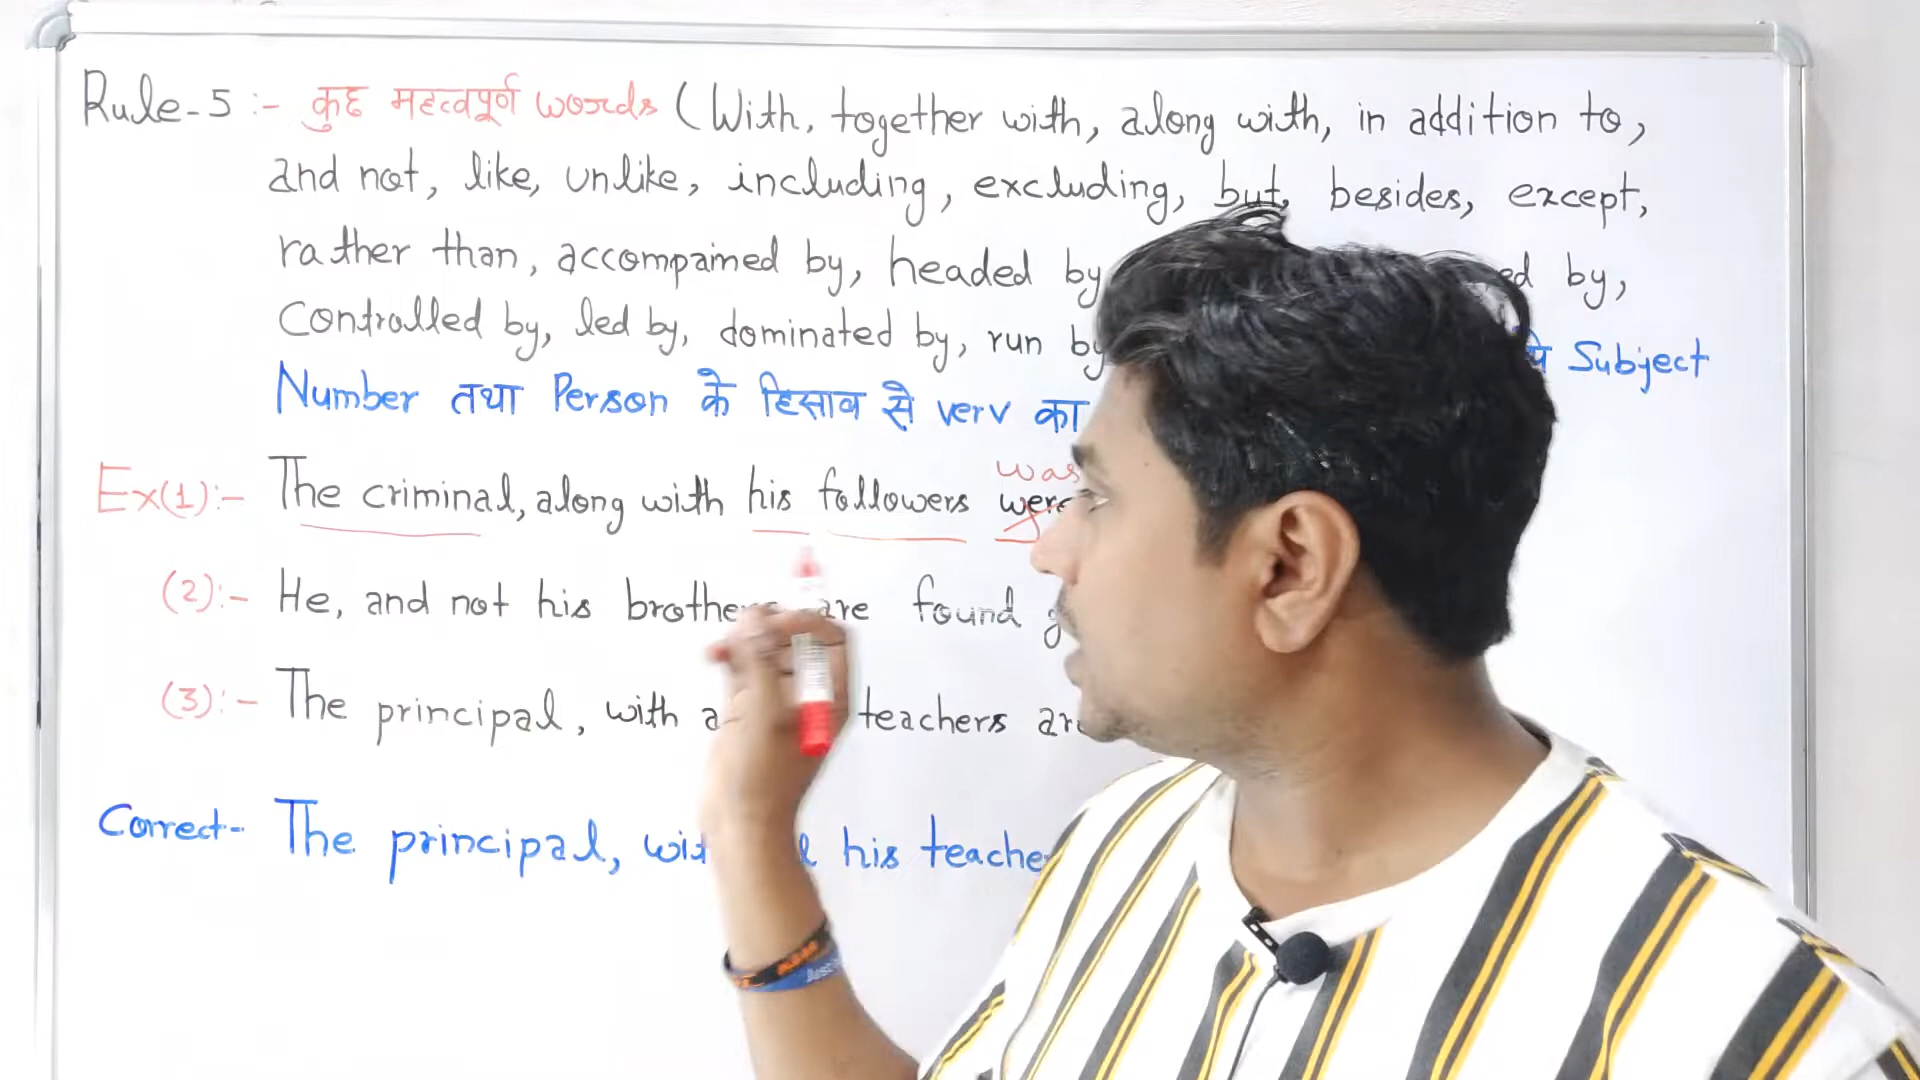 Rule-5 :- कुछ महत्वपूर्ण words (With, together with, along with, in addition to,
and not, like, unlike, including, excluding, but, besides, except,
rather than, accompained by, headed by by,
Controlled by, led by, dominated by, run by Subject
Number तथा Person के हिसाब से verv का
was
Ex(1):- The criminal, along with his followers were
(2):- He, and not his brothers are found
(3):- The principal, with teachers are
Correct- The principal, his